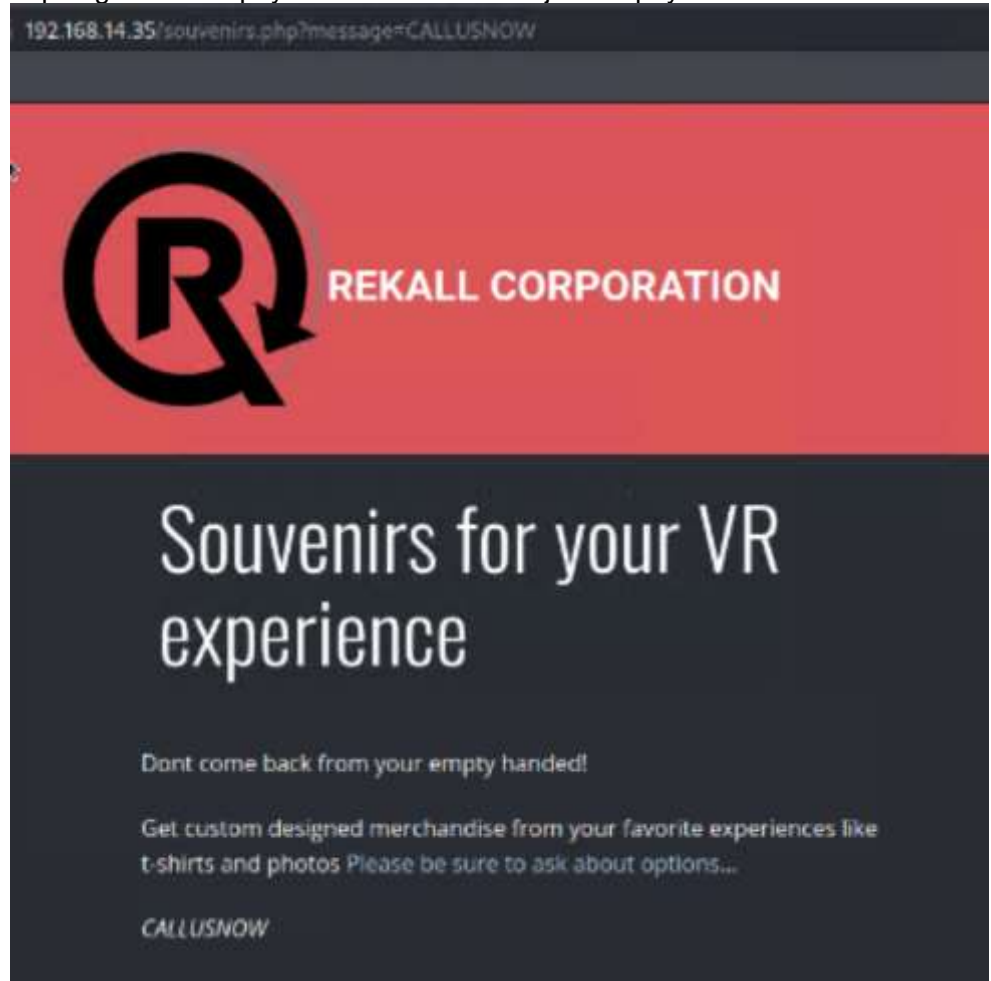 192.168.14.35/souvenirs.php?message=CALLUSNOW
R
REKALL CORPORATION
Souvenirs for your VR
experience
Dont come back from your empty handed!
Get custom designed merchandise from your favorite experiences like
t-shirts and photos Please be sure to ask about options...
CALLUSNOW